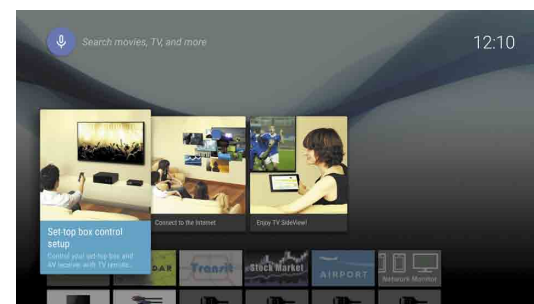 Search movies, TV, and more
12:10
Set-top box control
setup
Control your set-top box and
AV receiver with TV remote...
Connect to the Internet
Enjoy TV SideView!
DAR
Transit
Stock Market
AIRPORT
Network Monitor